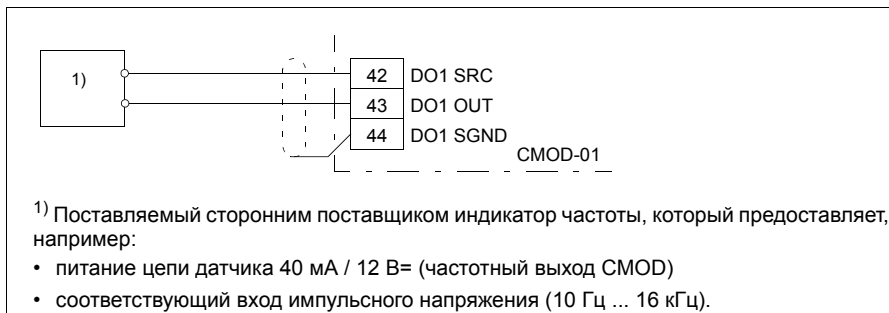 1)
42 DO1 SRC
43 DO1 OUT
44 DO1 SGND
CMOD-01
1) Поставляемый сторонним поставщиком индикатор частоты, который предоставляет,
например:
• питание цепи датчика 40 мА / 12 В= (частотный выход CMOD)
• соответствующий вход импульсного напряжения (10 Гц ... 16 кГц).